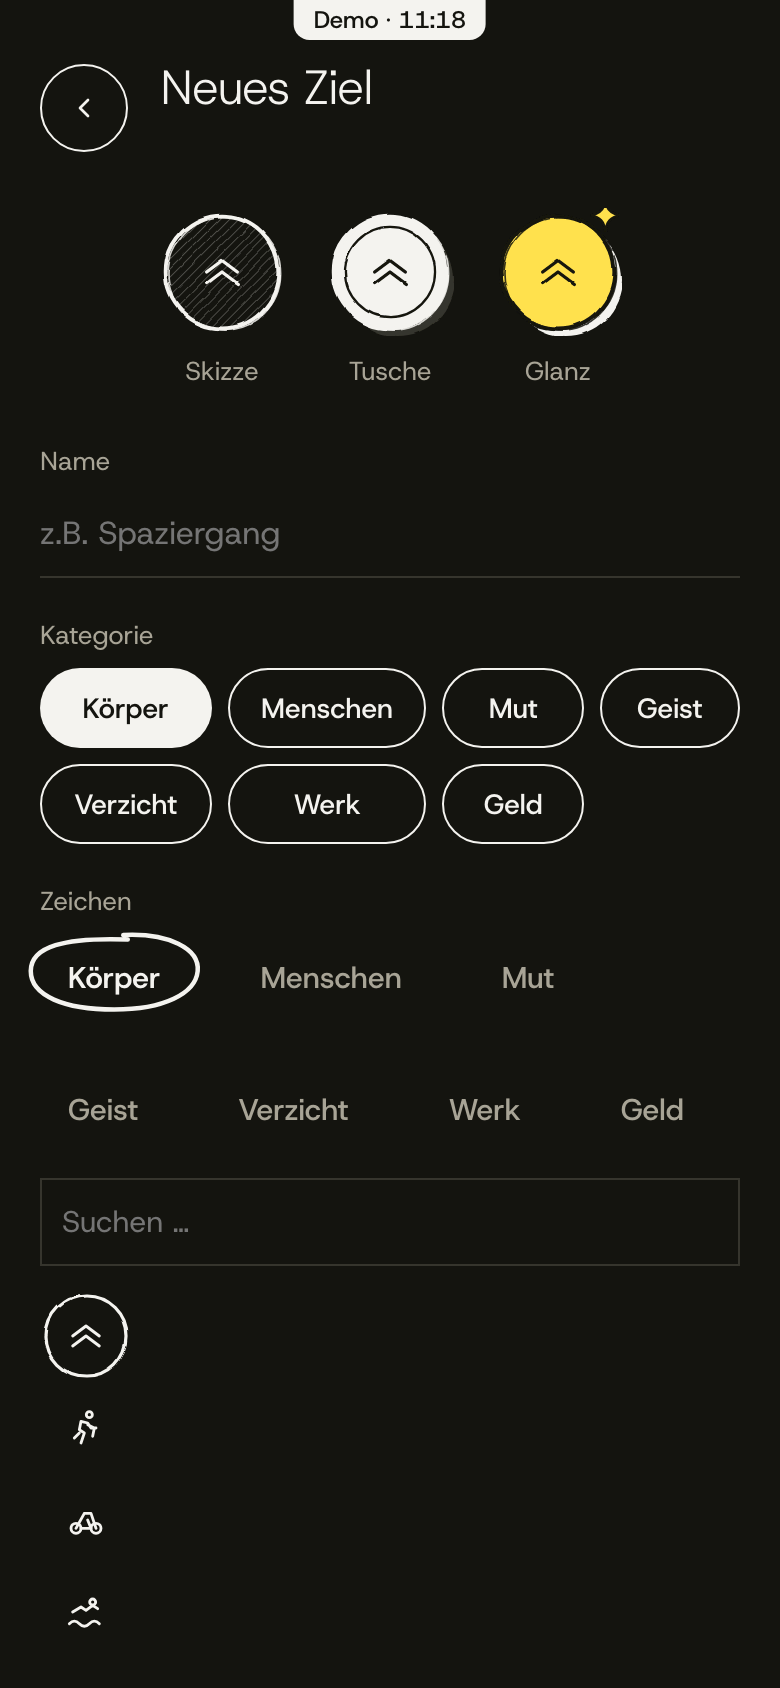 Demo · 11:18
Neues Ziel
Skizze Tusche Glanz
Name
z.B. Spaziergang
Kategorie
Körper Menschen Mut Geist
Verzicht Werk Geld
Zeichen
Körper Menschen Mut
Geist Verzicht Werk Geld
Suchen …